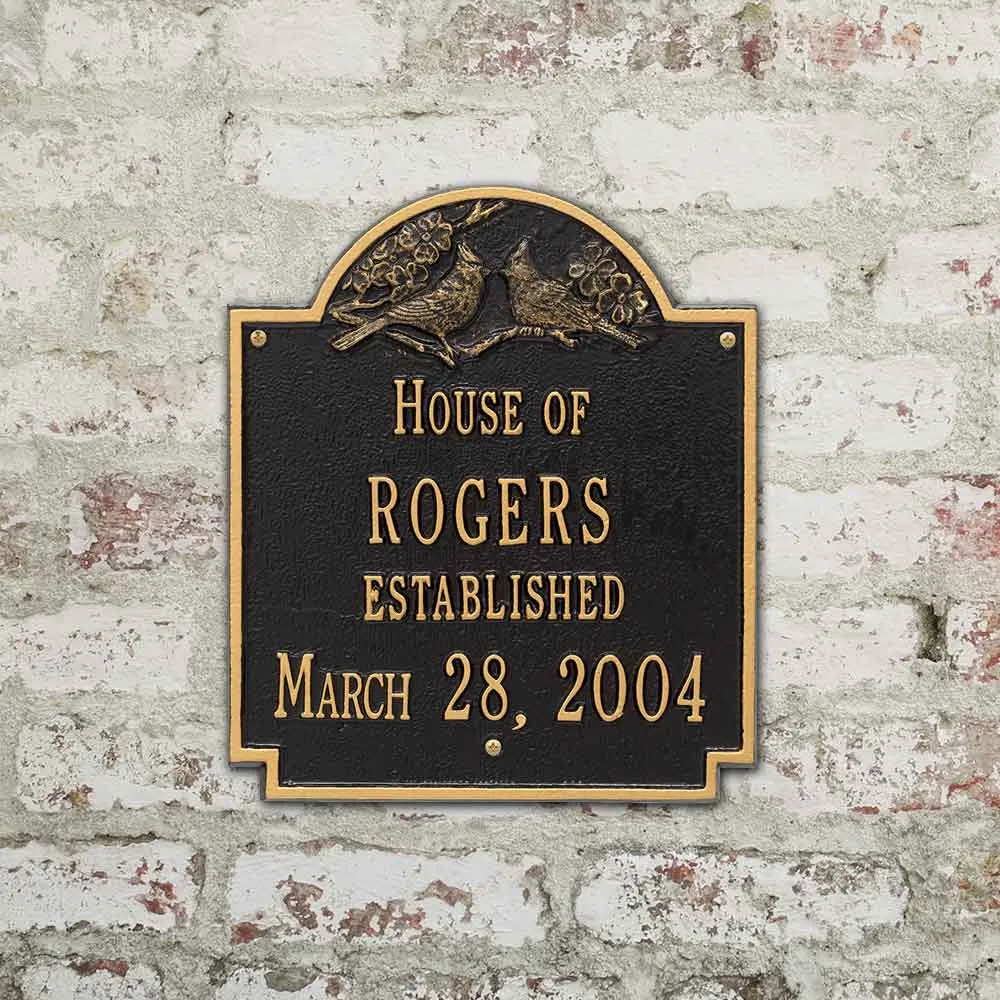 House of
ROGERS
ESTABLISHED
March 28, 2004